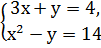 3x + y = 4,
x² − y = 14